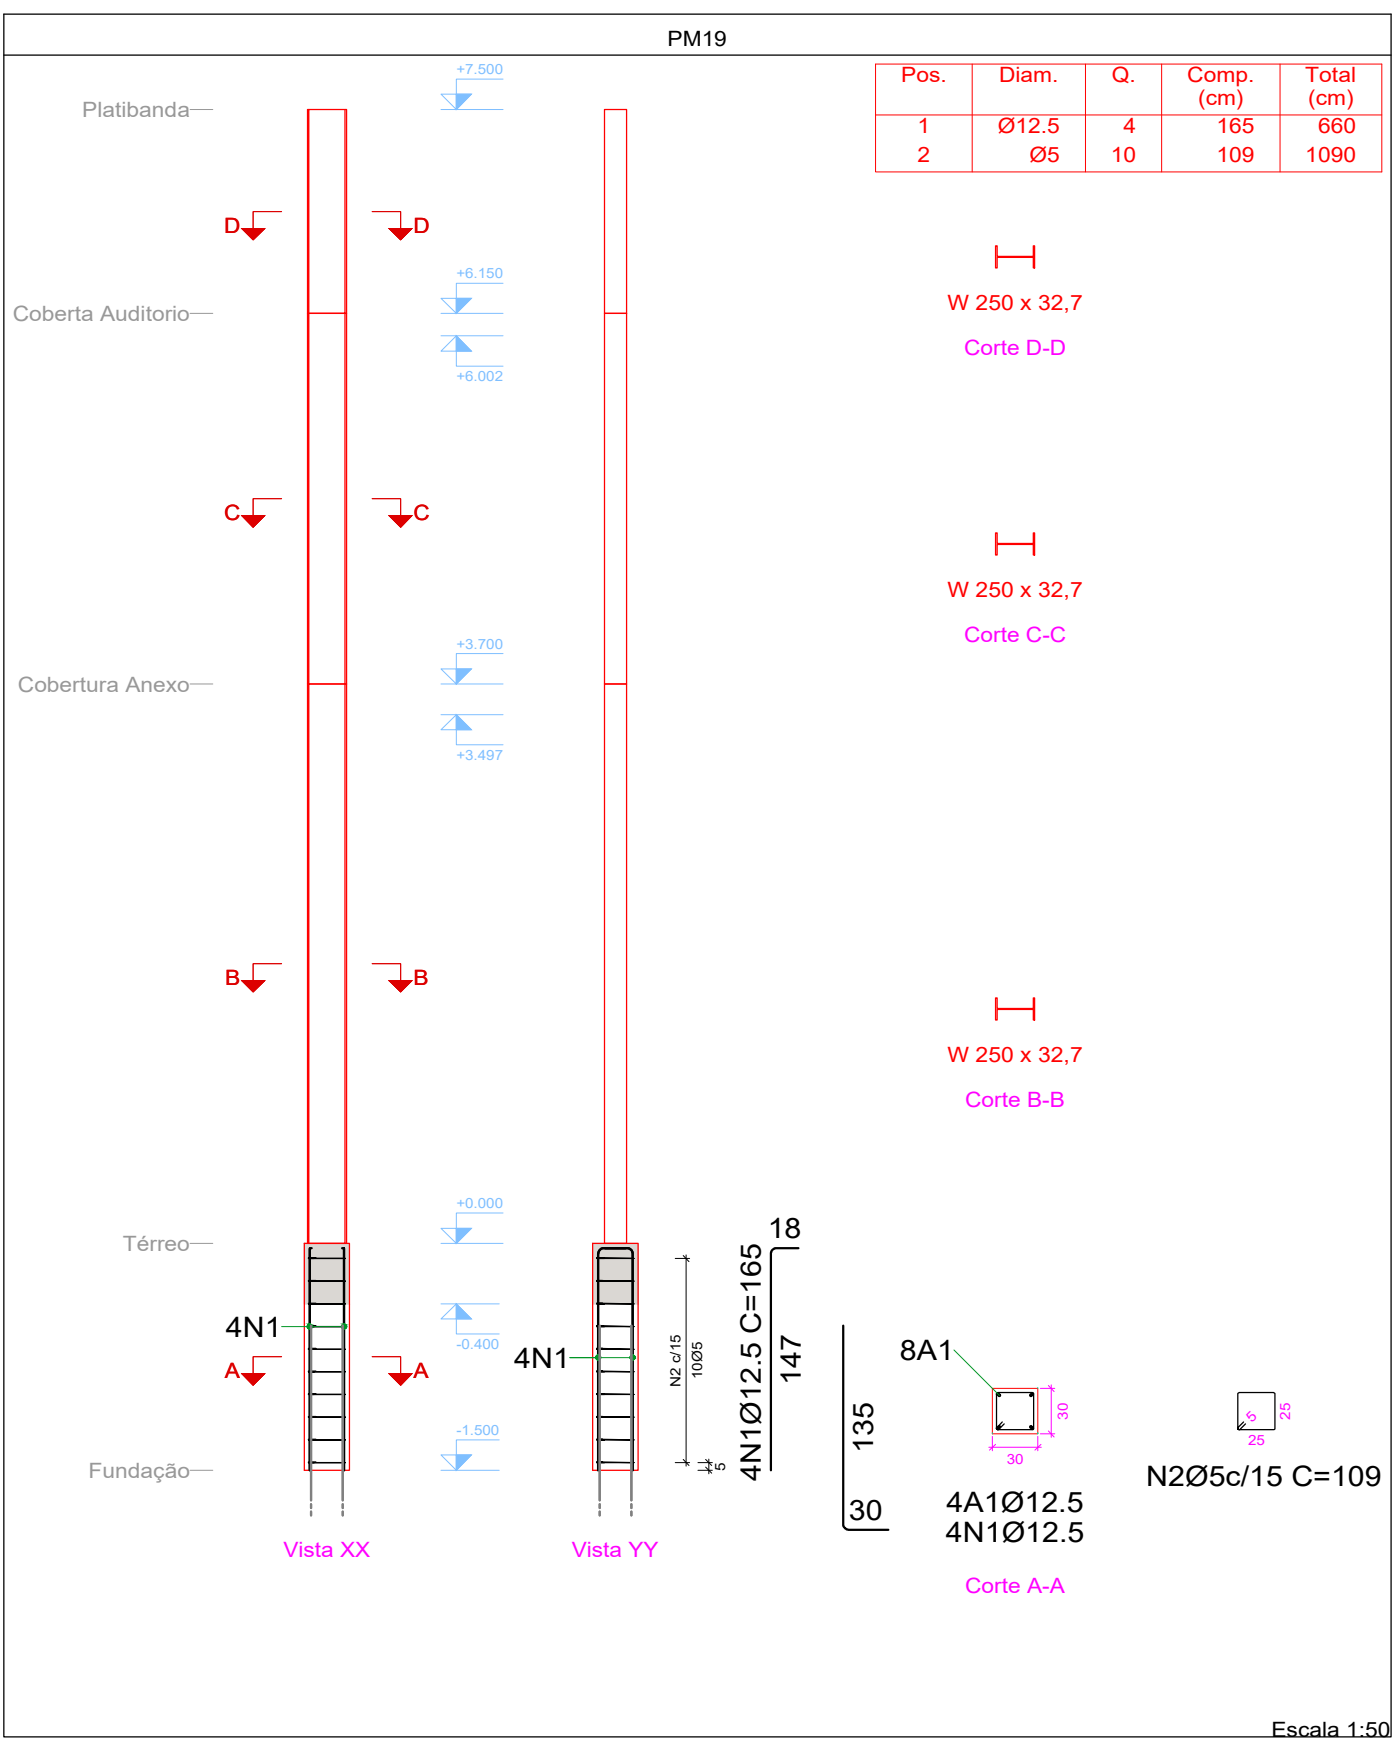 PM19
Pos. Diam. Q. Comp. (cm) Total (cm)
1 Ø12.5 4 165 660
2 Ø5 10 109 1090
Platibanda
+7.500
D D
W 250 x 32,7
Corte D-D
Coberta Auditorio
+6.150
+6.002
C C
W 250 x 32,7
Corte C-C
Cobertura Anexo
+3.700
+3.497
B B
W 250 x 32,7
Corte B-B
Térreo
+0.000
-0.400
4N1
A A
-1.500
Fundação
Vista XX
4N1
N2 c/15
10Ø5
5
Vista YY
4N1Ø12.5 C=165
18
147
135
30
8A1
30
30
4A1Ø12.5
4N1Ø12.5
Corte A-A
5
25
25
N2Ø5c/15 C=109
Escala 1:50